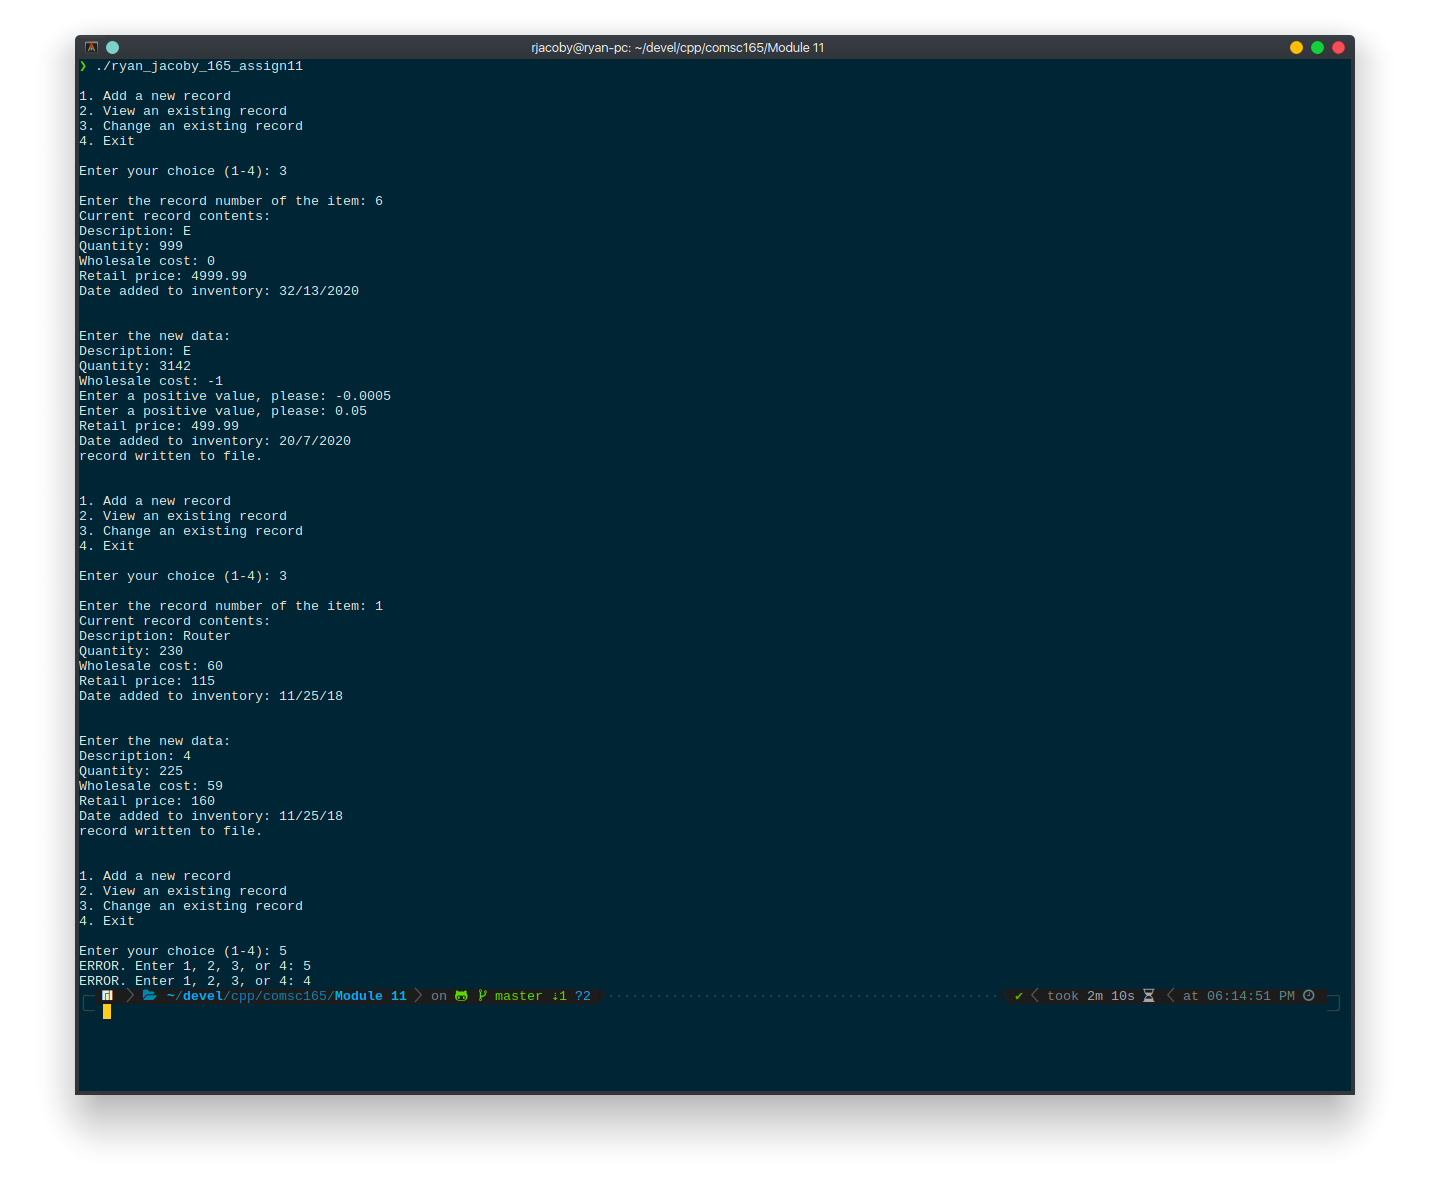 rjacoby@ryan-pc: ~/devel/cpp/comsc165/Module 11
❯ ./ryan_jacoby_165_assign11
1. Add a new record
2. View an existing record
3. Change an existing record
4. Exit
Enter your choice (1-4): 3
Enter the record number of the item: 6
Current record contents:
Description: E
Quantity: 999
Wholesale cost: 0
Retail price: 4999.99
Date added to inventory: 32/13/2020
Enter the new data:
Description: E
Quantity: 3142
Wholesale cost: -1
Enter a positive value, please: -0.0005
Enter a positive value, please: 0.05
Retail price: 499.99
Date added to inventory: 20/7/2020
record written to file.
1. Add a new record
2. View an existing record
3. Change an existing record
4. Exit
Enter your choice (1-4): 3
Enter the record number of the item: 1
Current record contents:
Description: Router
Quantity: 230
Wholesale cost: 60
Retail price: 115
Date added to inventory: 11/25/18
Enter the new data:
Description: 4
Quantity: 225
Wholesale cost: 59
Retail price: 160
Date added to inventory: 11/25/18
record written to file.
1. Add a new record
2. View an existing record
3. Change an existing record
4. Exit
Enter your choice (1-4): 5
ERROR. Enter 1, 2, 3, or 4: 5
ERROR. Enter 1, 2, 3, or 4: 4
~/devel/cpp/comsc165/Module 11 on master ⇣1 ?2 ✔ took 2m 10s at 06:14:51 PM